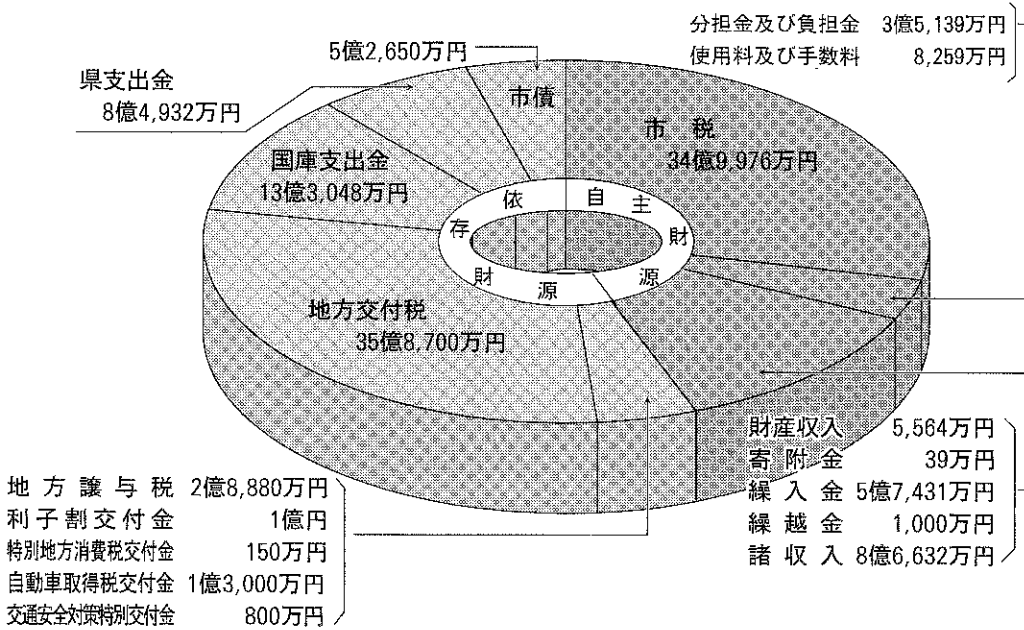 分担金及び負担金 3億5,139万円
使用料及び手数料 8,259万円
5億2,650万円
市債
県支出金
8億4,932万円
市 税
34億9,976万円
国庫支出金
13億3,048万円
依存財源
自主財源
地方交付税
35億8,700万円
財産収入 5,564万円
寄附金 39万円
繰入金 5億7,431万円
繰越金 1,000万円
諸収入 8億6,632万円
地方譲与税 2億8,880万円
利子割交付金 1億円
特別地方消費税交付金 150万円
自動車取得税交付金 1億3,000万円
交通安全対策特別交付金 800万円